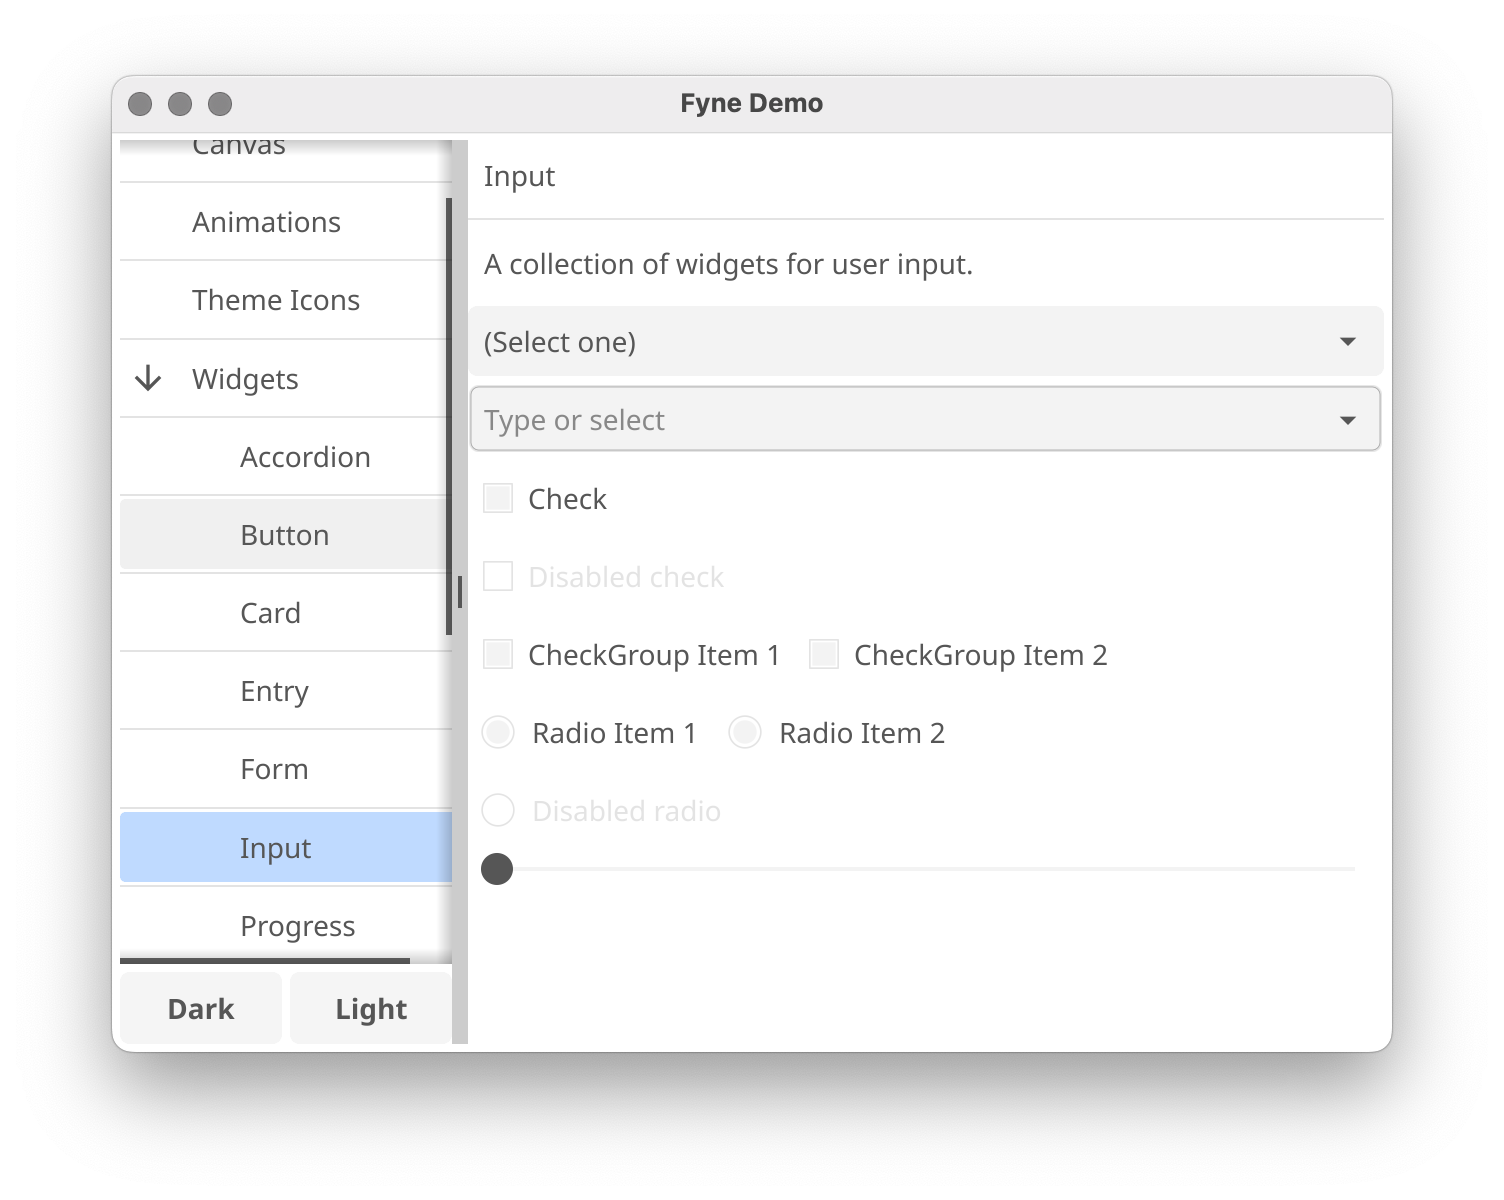 Fyne Demo
Canvas
Animations
Theme Icons
Widgets
Accordion
Button
Card
Entry
Form
Input
Progress
Dark
Light
Input
A collection of widgets for user input.
(Select one)
Type or select
Check
Disabled check
CheckGroup Item 1
CheckGroup Item 2
Radio Item 1
Radio Item 2
Disabled radio